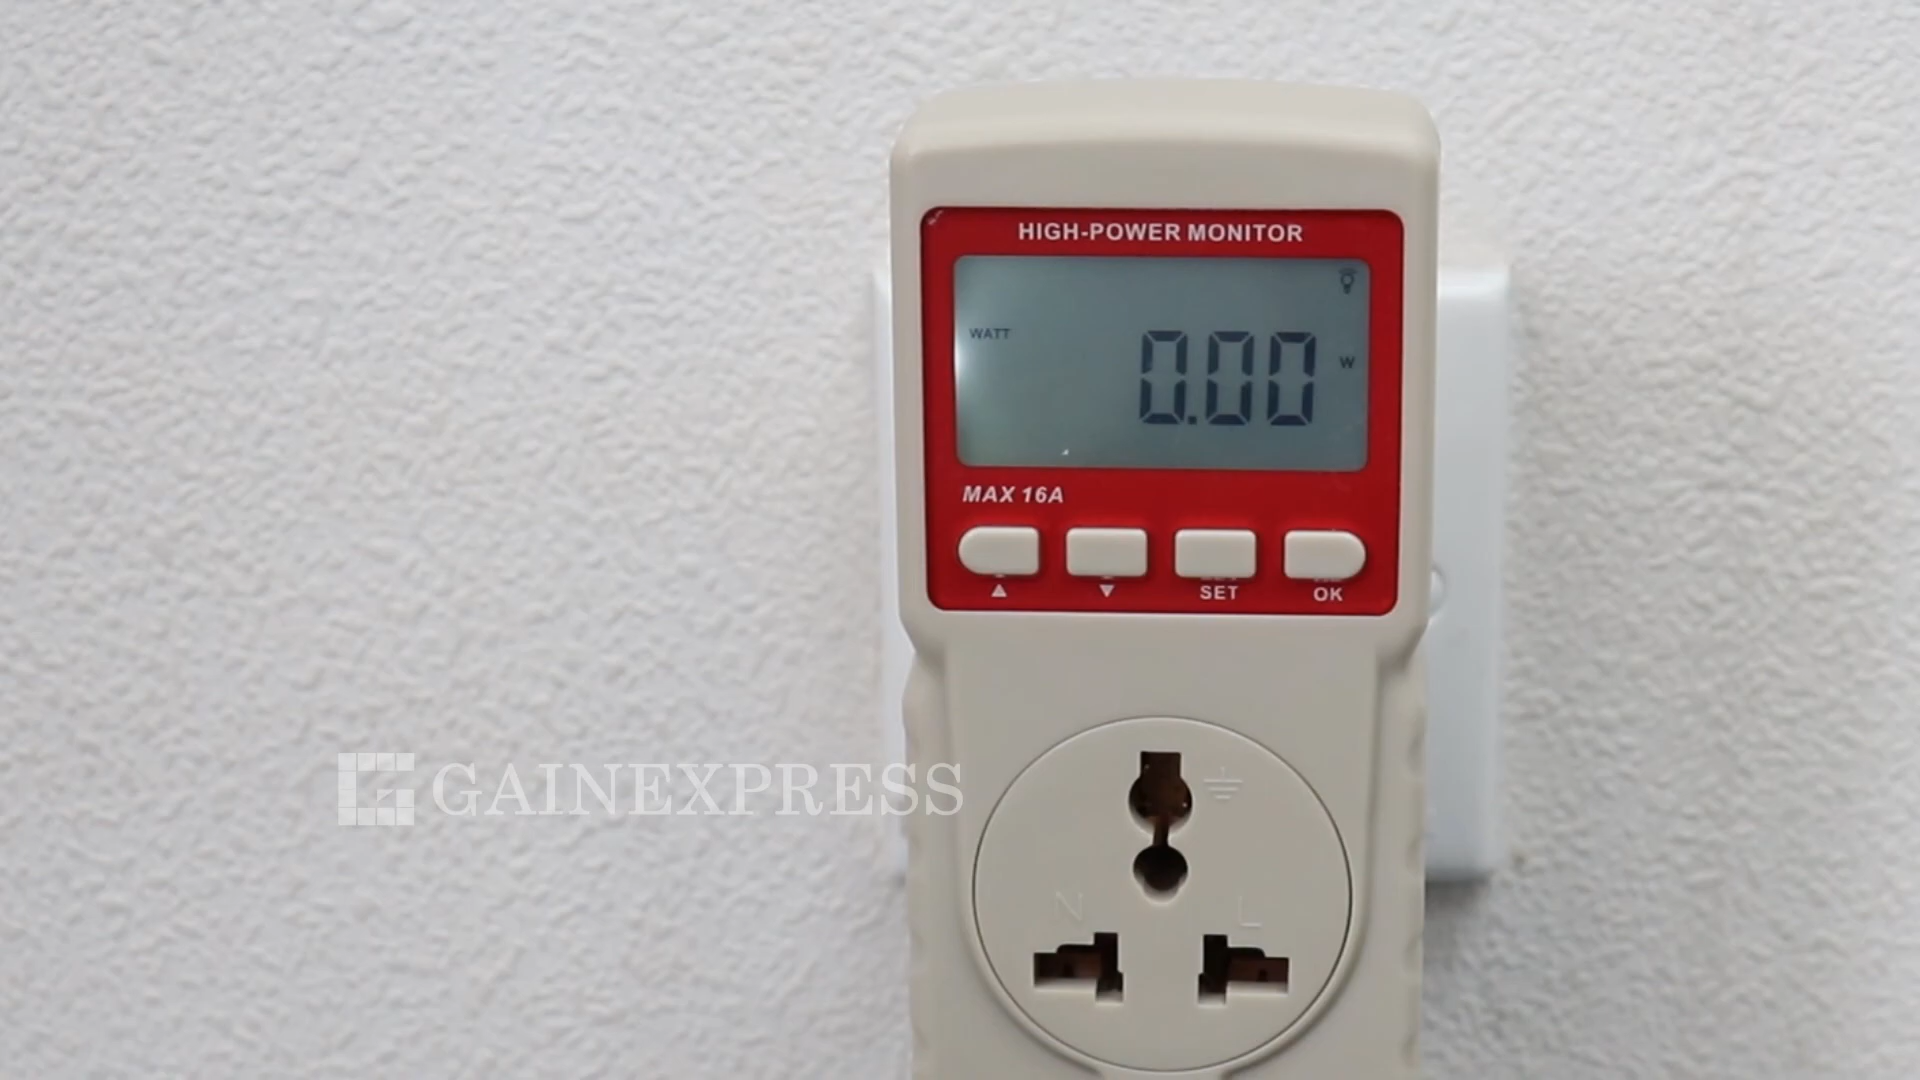 HIGH-POWER MONITOR
WATT
0.00 W
MAX 16A
▲ ▼ SET OK
GAINEXPRESS
N L